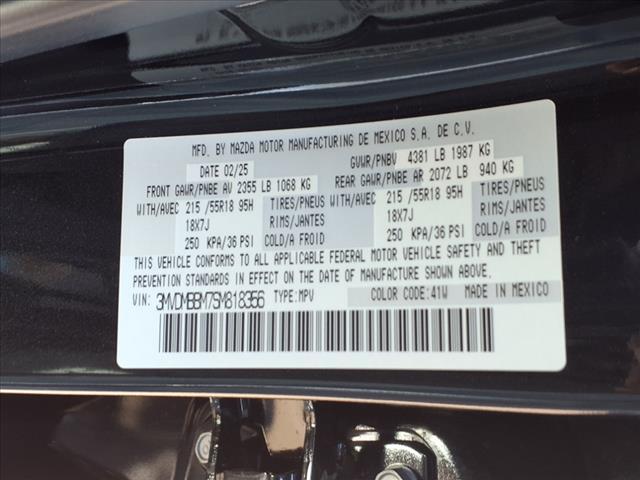 MFD. BY MAZDA MOTOR MANUFACTURING DE MEXICO S.A. DE C.V.
DATE 02/25 GVWR/PNBV 4381 LB 1987 KG
FRONT GAWR/PNBE AV 2355 LB 1068 KG REAR GAWR/PNBE AR 2072 LB 940 KG
WITH/AVEC 215 /55R18 95H TIRES/PNEUS WITH/AVEC 215 /55R18 95H TIRES/PNEUS
18X7J RIMS/JANTES 18X7J RIMS/JANTES
250 KPA/36 PSI COLD/A FROID 250 KPA/36 PSI COLD/A FROID
THIS VEHICLE CONFORMS TO ALL APPLICABLE FEDERAL MOTOR VEHICLE SAFETY AND THEFT
PREVENTION STANDARDS IN EFFECT ON THE DATE OF MANUFACTURE SHOWN ABOVE.
VIN: 3MVDMBBM7SM818356 TYPE:MPV COLOR CODE:41W MADE IN MEXICO